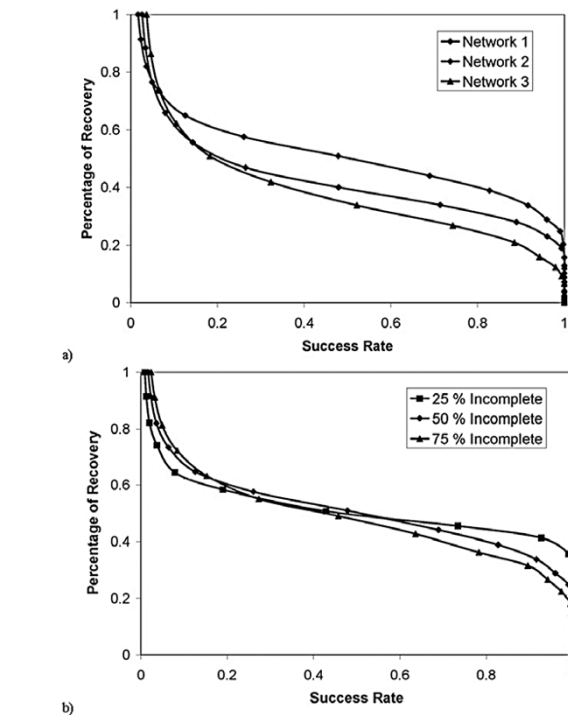 1
0.8
0.6
0.4
0.2
0
Percentage of Recovery
Network 1
Network 2
Network 3
0 0.2 0.4 0.6 0.8 1
Success Rate
a)
1
0.8
0.6
0.4
0.2
0
Percentage of Recovery
25 % Incomplete
50 % Incomplete
75 % Incomplete
0 0.2 0.4 0.6 0.8
Success Rate
b)